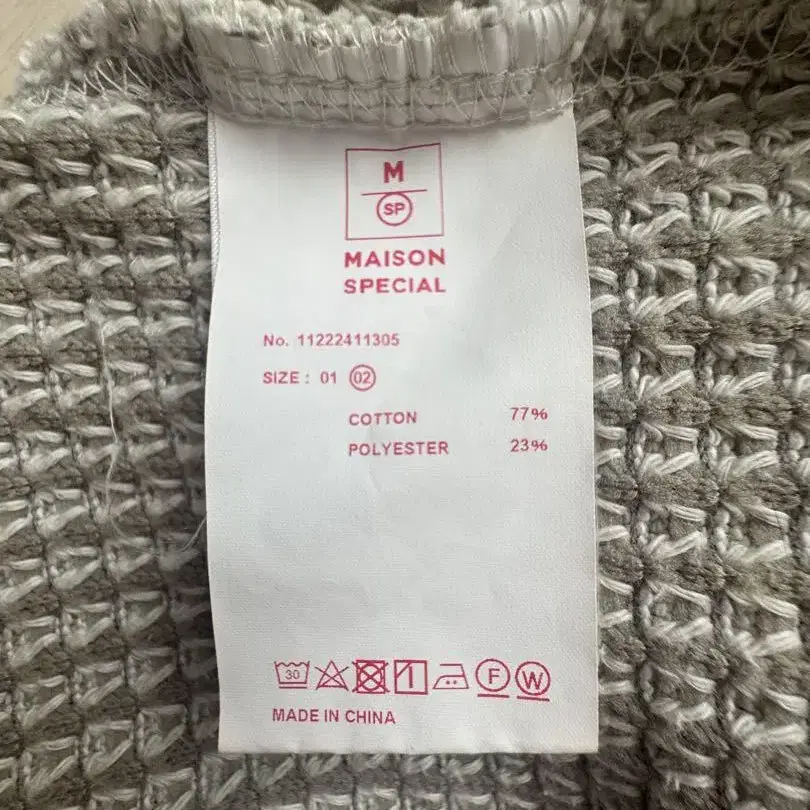 M
SP
MAISON
SPECIAL
No. 11222411305
SIZE : 01 02
COTTON 77%
POLYESTER 23%
30 F W
MADE IN CHINA